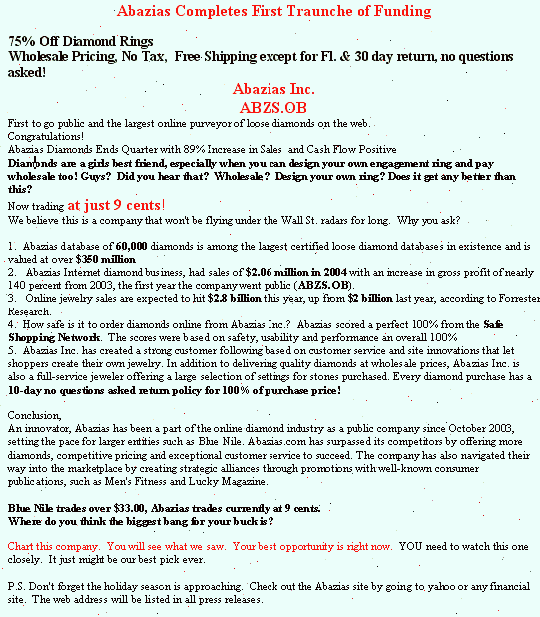 Abazias Completes First Traunche of Funding
75% Off Diamond Rings
Wholesale Pricing, No Tax, Free Shipping except for Fl. & 30 day return, no questions
asked!
Abazias Inc.
ABZS.OB
First to go public and the largest online purveyor of loose diamonds on the web.
Congratulations!
Abazias Diamonds Ends Quarter with 89% Increase in Sales and Cash Flow Positive
Diamonds are a girls best friend, especially when you can design your own engagement ring and pay
wholesale too! Guys? Did you hear that? Wholesale? Design your own ring? Does it get any better than
this?
Now trading at just 9 cents!
We believe this is a company that won't be flying under the Wall St. radars for long. Why you ask?
1. Abazias database of 60,000 diamonds is among the largest certified loose diamond databases in existence and is
valued at over $350 million
2. Abazias Internet diamond business, had sales of $2.06 million in 2004 with an increase in gross profit of nearly
140 percent from 2003, the first year the company went public (ABZS.OB).
3. Online jewelry sales are expected to hit $2.8 billion this year, up from $2 billion last year, according to Forrester
Research.
4. How safe is it to order diamonds online from Abazias Inc.? Abazias scored a perfect 100% from the Safe
Shopping Network. The scores were based on safety, usability and performance an overall 100%
5. Abazias Inc. has created a strong customer following based on customer service and site innovations that let
shoppers create their own jewelry. In addition to delivering quality diamonds at wholesale prices, Abazias Inc. is
also a full-service jeweler offering a large selection of settings for stones purchased. Every diamond purchase has a
10-day no questions asked return policy for 100% of purchase price!
Conclusion,
An innovator, Abazias has been a part of the online diamond industry as a public company since October 2003,
setting the pace for larger entities such as Blue Nile. Abazias.com has surpassed its competitors by offering more
diamonds, competitive pricing and exceptional customer service to succeed. The company has also navigated their
way into the marketplace by creating strategic alliances through promotions with well-known consumer
publications, such as Men's Fitness and Lucky Magazine.
Blue Nile trades over $33.00, Abazias trades currently at 9 cents.
Where do you think the biggest bang for your buck is?
Chart this company. You will see what we saw. Your best opportunity is right now. YOU need to watch this one
closely. It just might be our best pick ever.
P.S. Don't forget the holiday season is approaching. Check out the Abazias site by going to yahoo or any financial
site. The web address will be listed in all press releases.